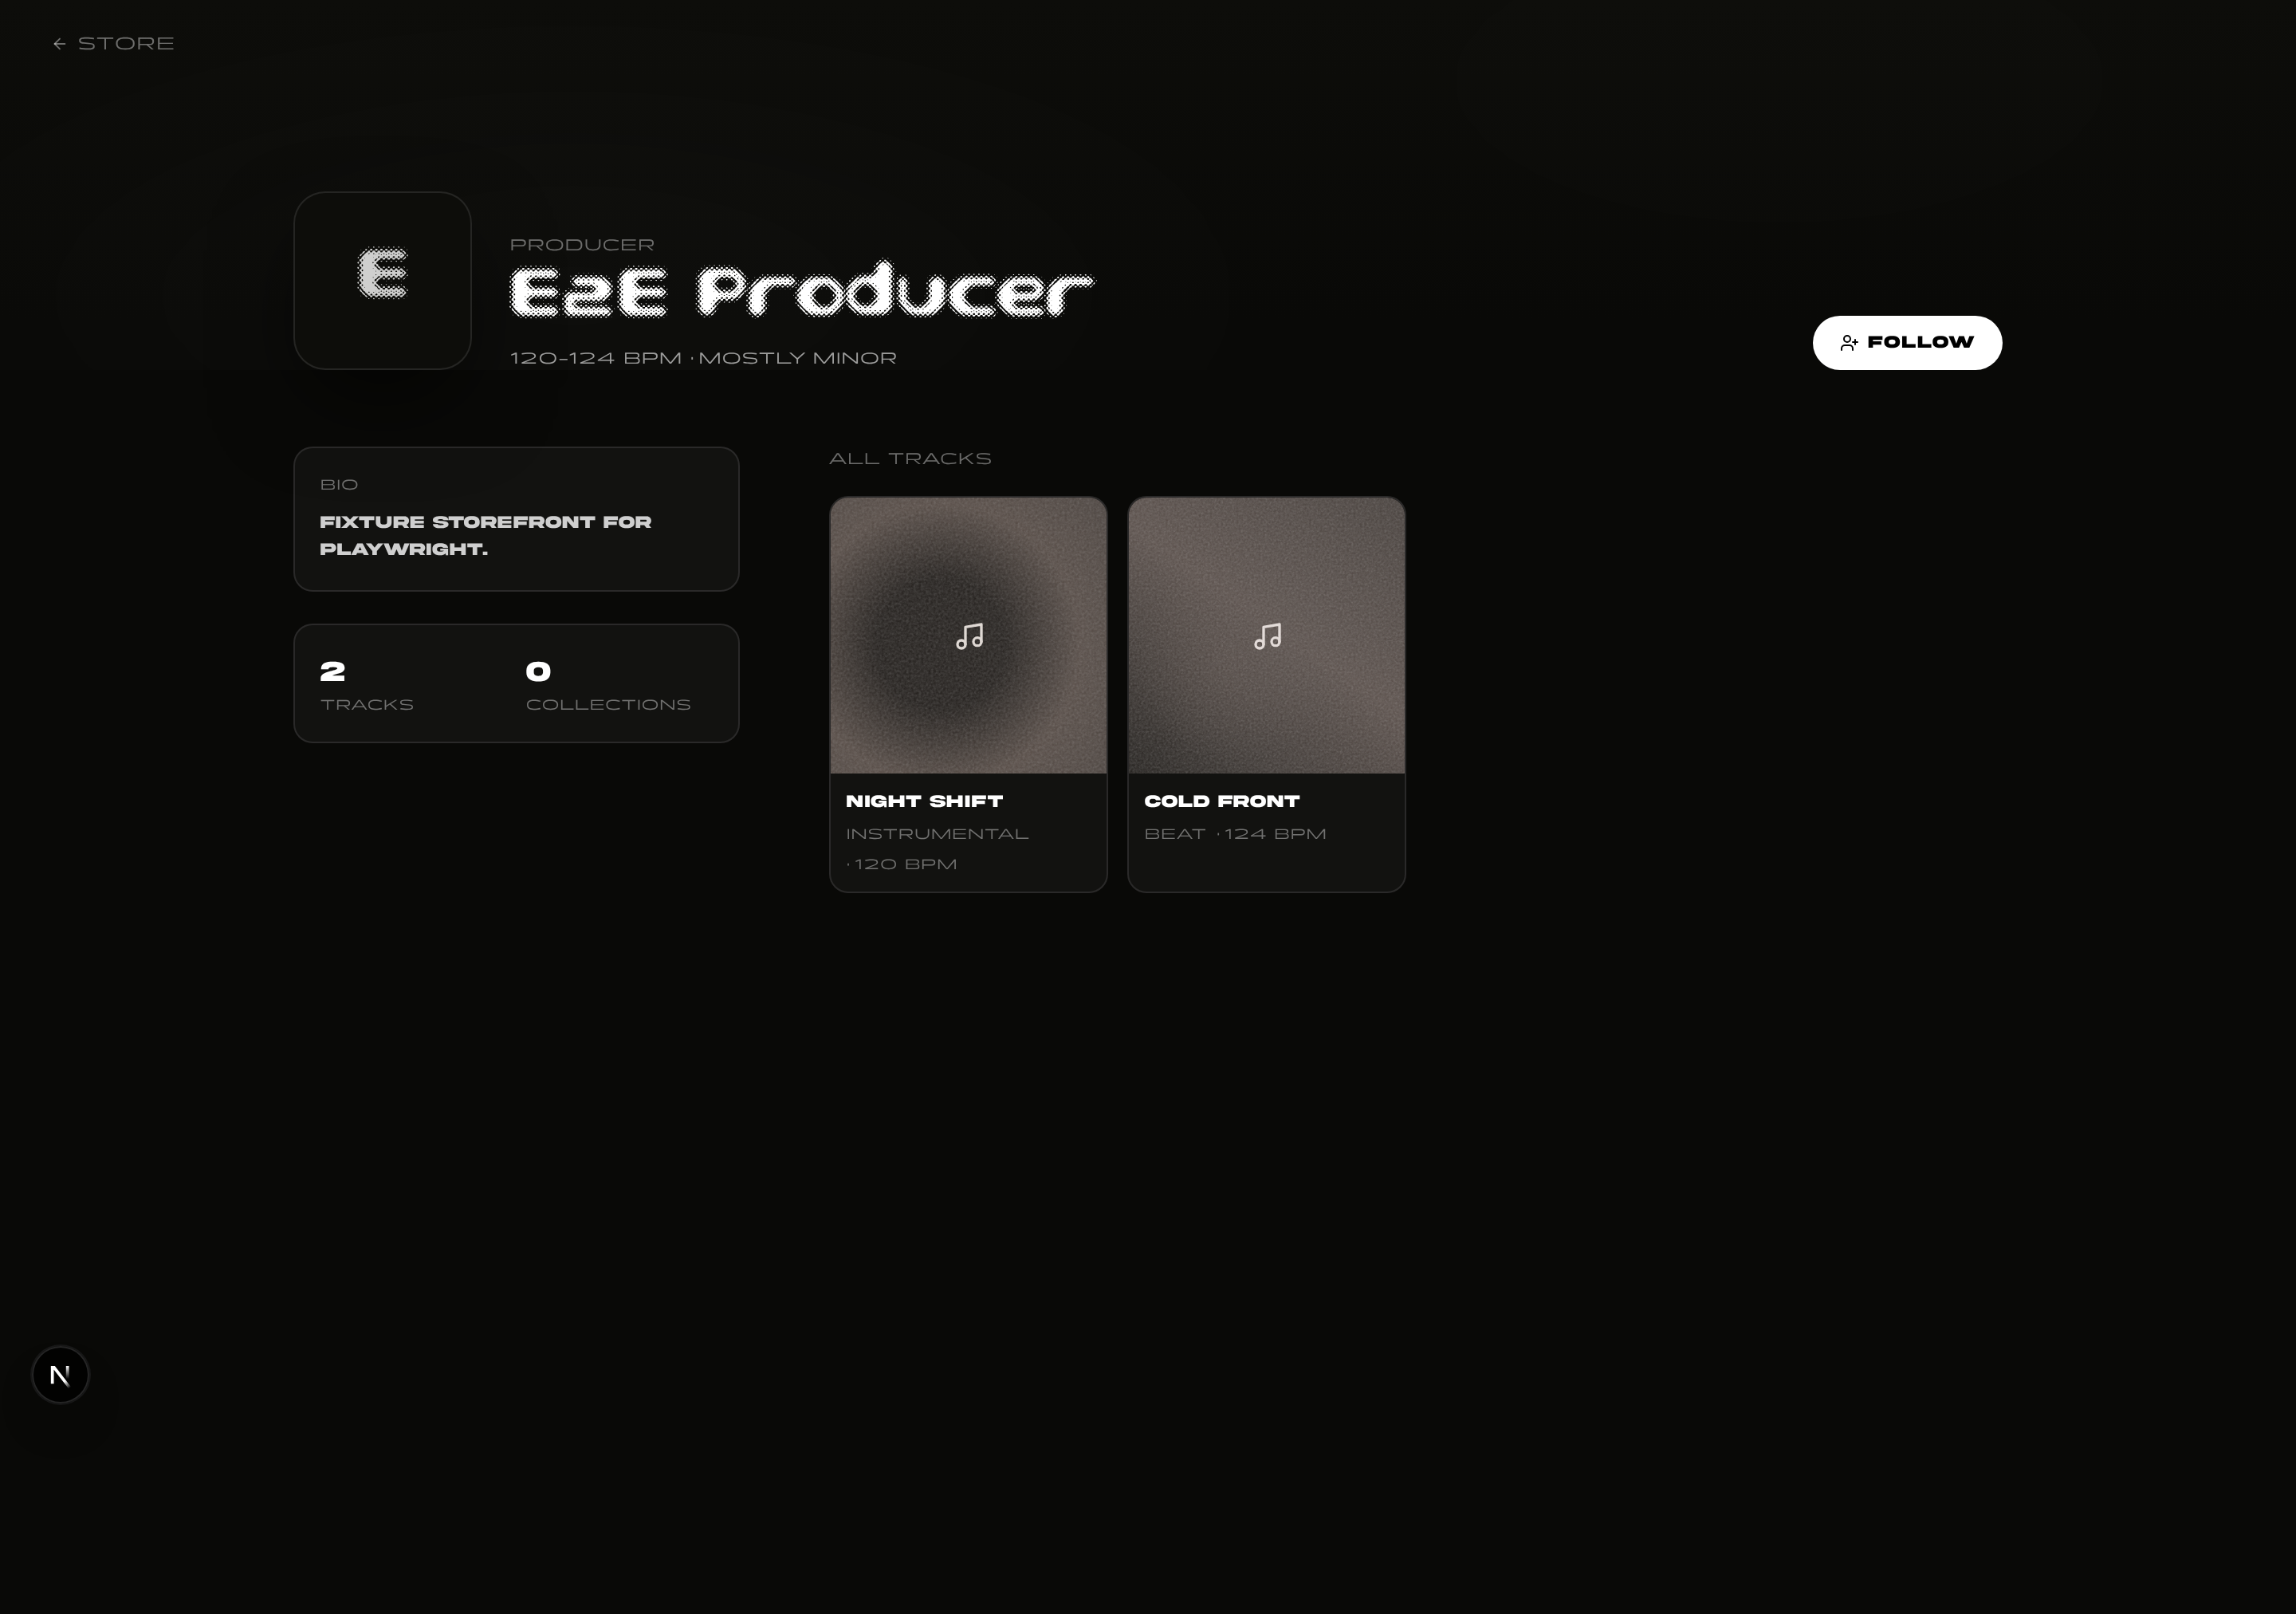 ← STORE
E
PRODUCER
E2E Producer
120-124 BPM · MOSTLY MINOR
FOLLOW
BIO
FIXTURE STOREFRONT FOR
PLAYWRIGHT.
2
TRACKS
0
COLLECTIONS
ALL TRACKS
NIGHT SHIFT
INSTRUMENTAL
· 120 BPM
COLD FRONT
BEAT · 124 BPM
N